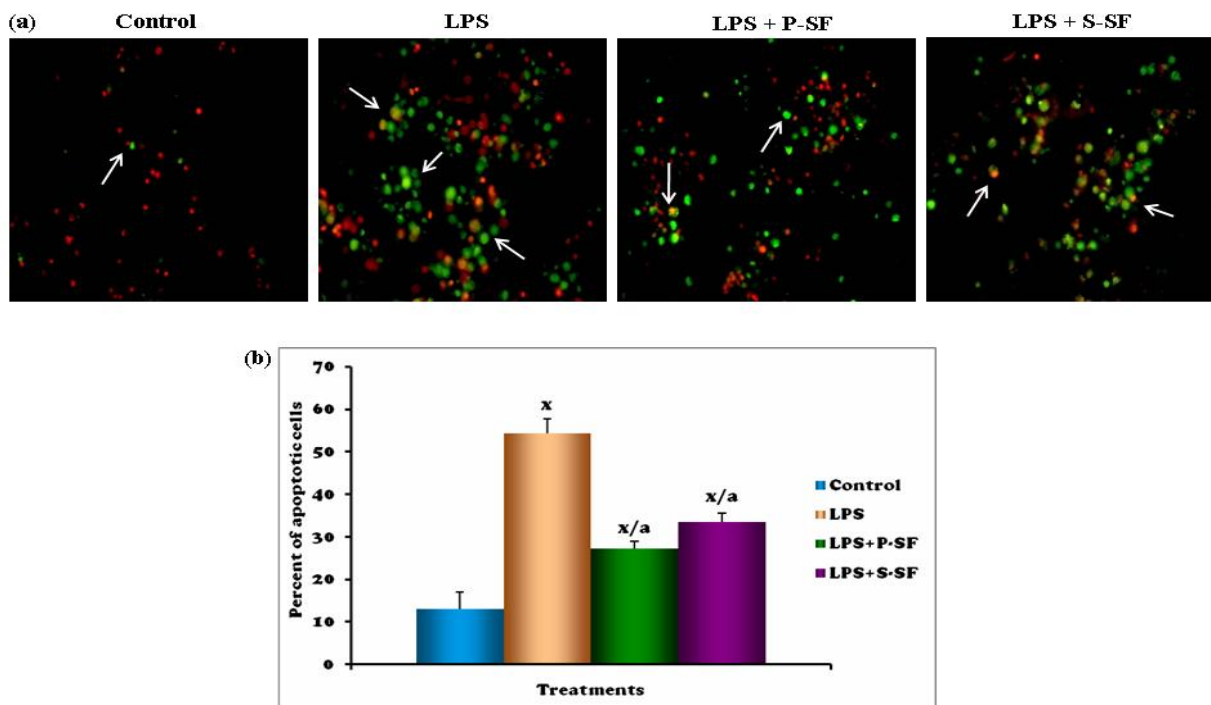 (a) Control LPS LPS + P-SF LPS + S-SF
(b)
70
60
50
40
30
20
10
0
Percent of apoptotic cells
x
x/a
x/a
Control
LPS
LPS+P-SF
LPS+S-SF
Treatments